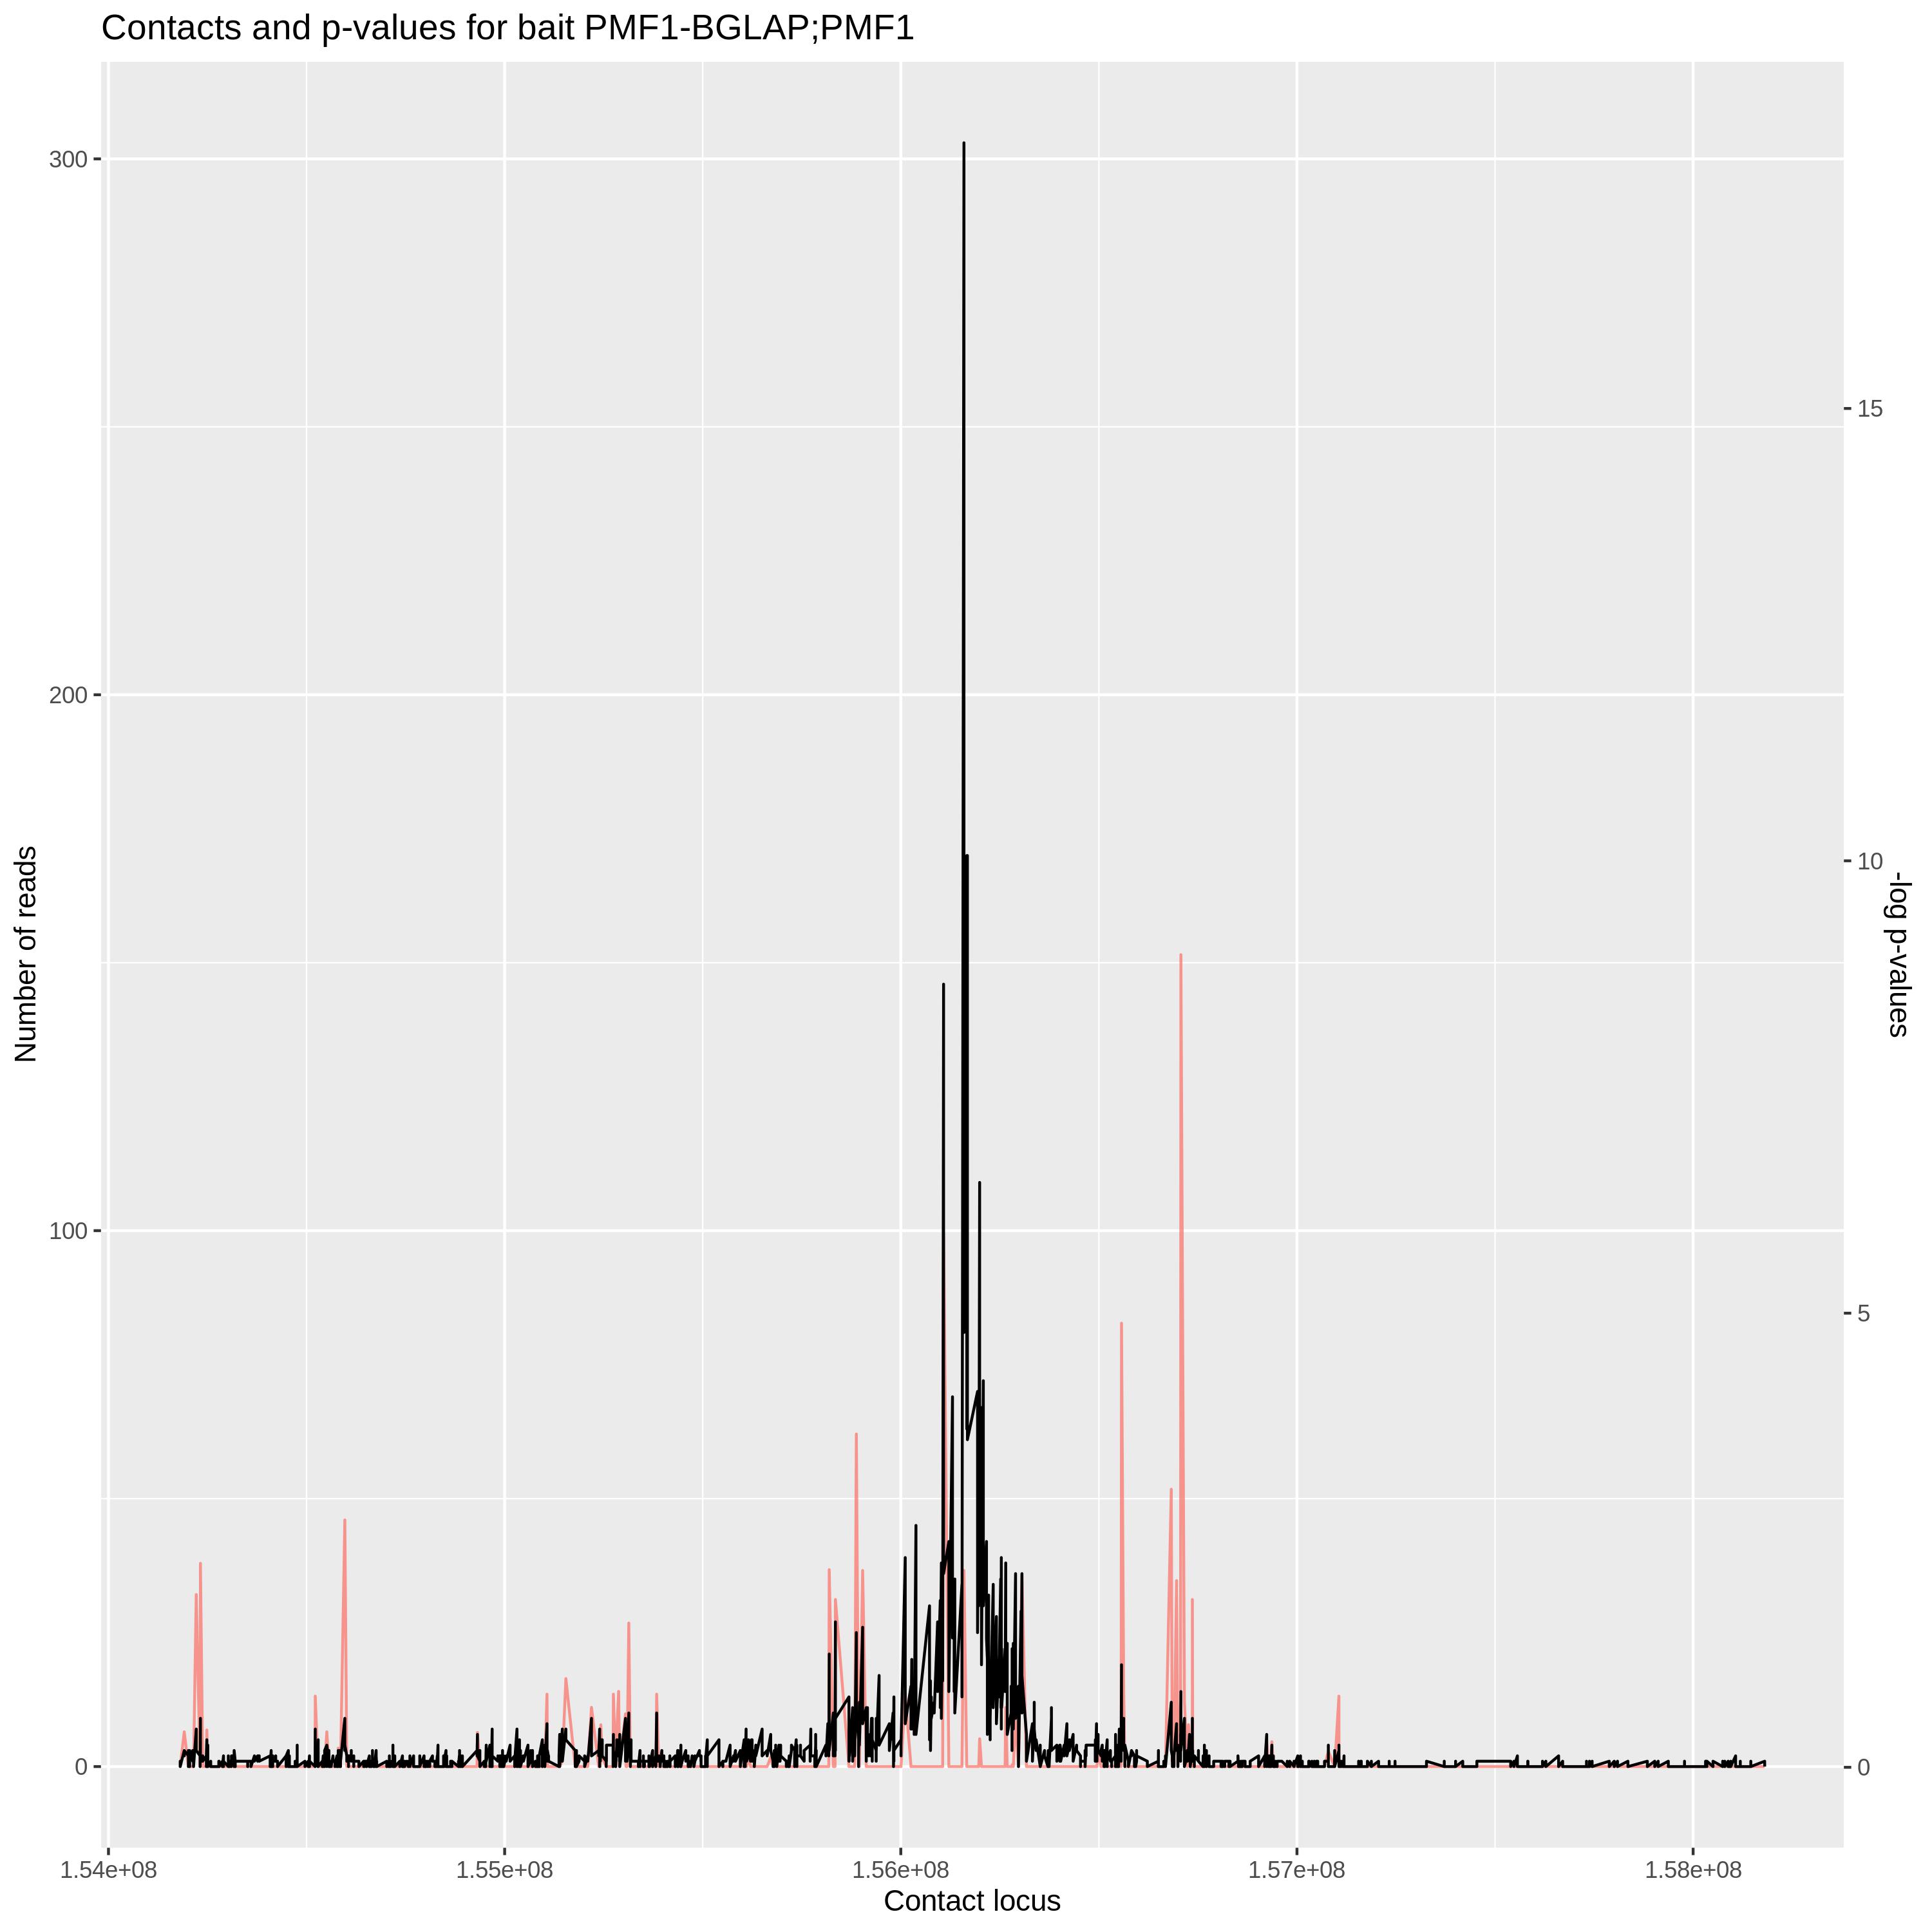 Contacts and p-values for bait PMF1-BGLAP;PMF1
300
200
100
0
Number of reads
15
10
5
0
-log p-values
1.54e+08 1.55e+08 1.56e+08 1.57e+08 1.58e+08
Contact locus